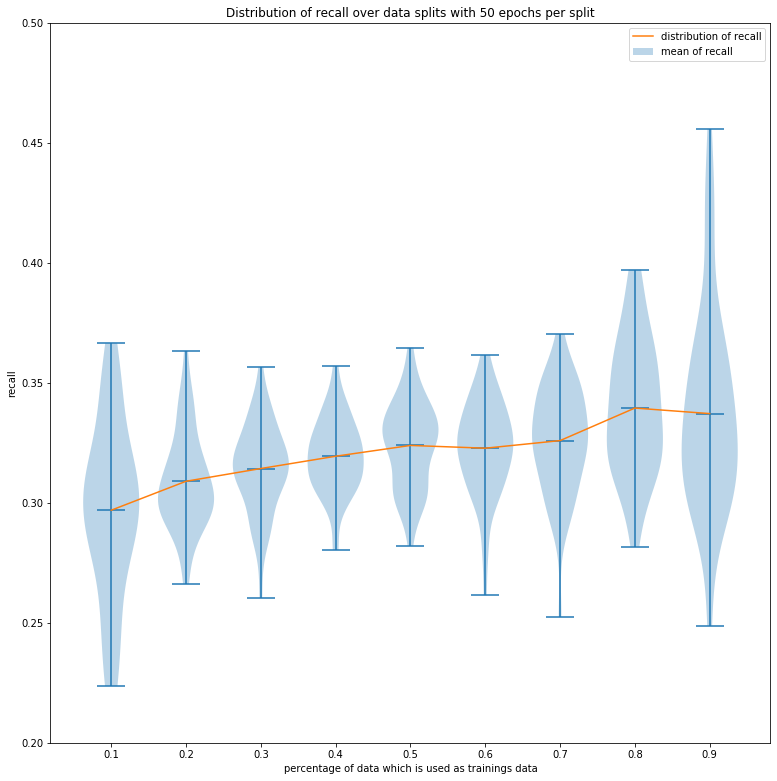 Distribution of recall over data splits with 50 epochs per split
distribution of recall
mean of recall
recall
0.50
0.45
0.40
0.35
0.30
0.25
0.20
0.1 0.2 0.3 0.4 0.5 0.6 0.7 0.8 0.9
percentage of data which is used as trainings data